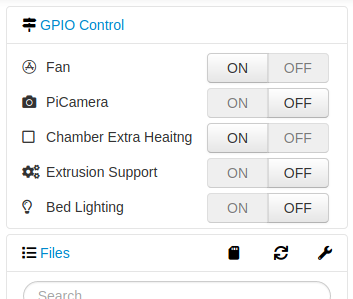 GPIO Control
Fan ON OFF
PiCamera ON OFF
Chamber Extra Heaitng ON OFF
Extrusion Support ON OFF
Bed Lighting ON OFF
Files
Search...